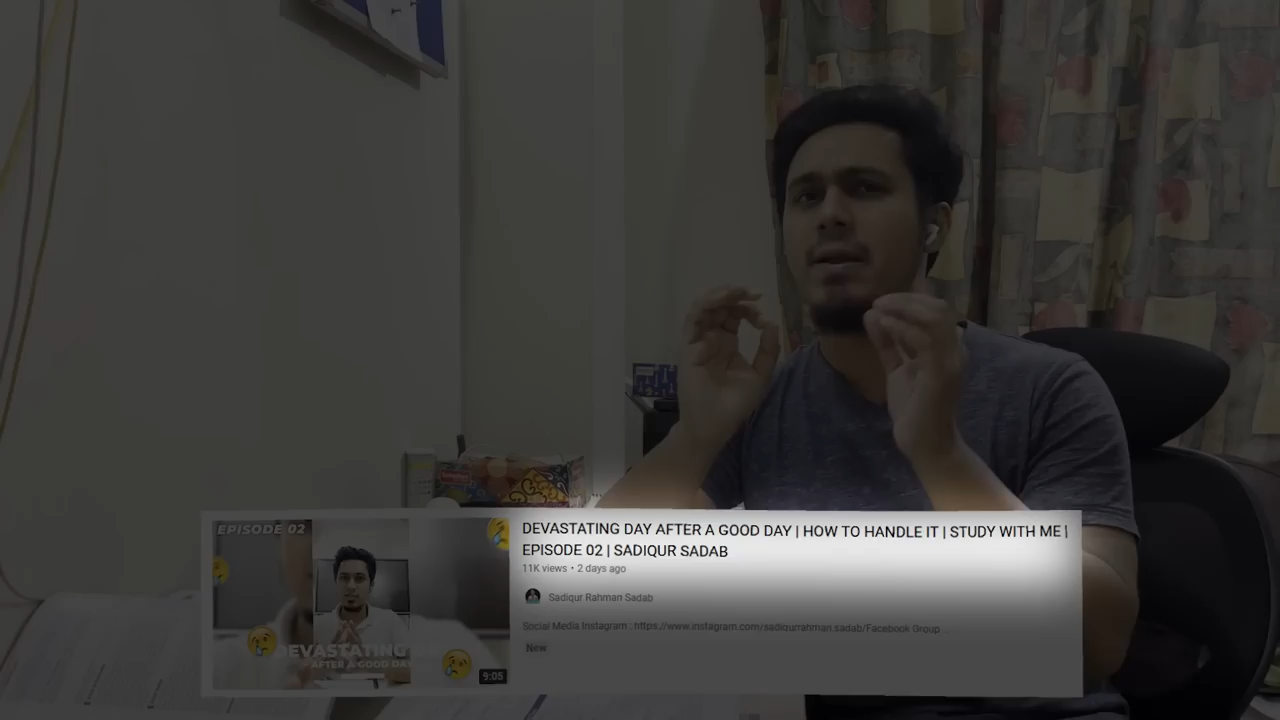 EPISODE 02
DEVASTATING
AFTER A GOOD DAY
9:05
DEVASTATING DAY AFTER A GOOD DAY | HOW TO HANDLE IT | STUDY WITH ME |
EPISODE 02 | SADIQUR SADAB
11K views • 2 days ago
Sadiqur Rahman Sadab
Social Media Instagram : https://www.instagram.com/sadiqurrahman.sadab/Facebook Group ...
New